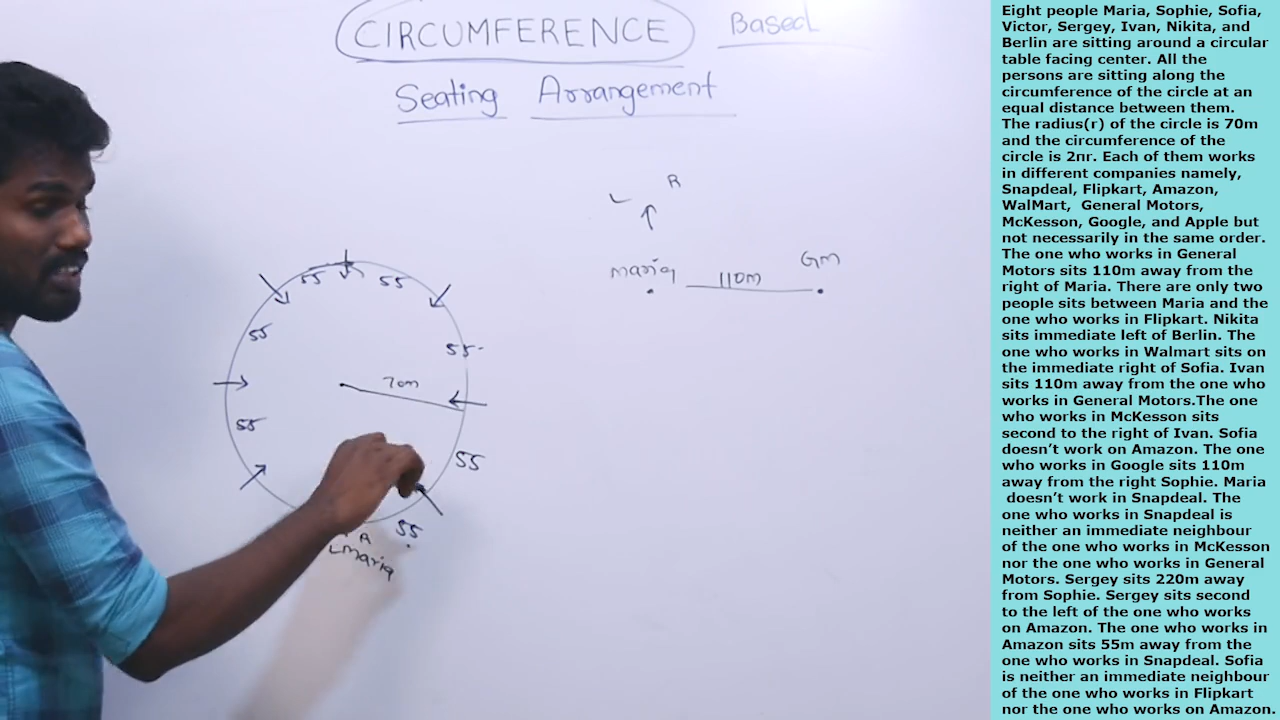 CIRCUMFERENCE Based
Seating Arrangement
L R
Maria 110m Gm
55 55
55 55
70m
55 55
55
R
L Maria
Eight people Maria, Sophie, Sofia,
Victor, Sergey, Ivan, Nikita, and
Berlin are sitting around a circular
table facing center. All the
persons are sitting along the
circumference of the circle at an
equal distance between them.
The radius(r) of the circle is 70m
and the circumference of the
circle is 2πr. Each of them works
in different companies namely,
Snapdeal, Flipkart, Amazon,
WalMart, General Motors,
McKesson, Google, and Apple but
not necessarily in the same order.
The one who works in General
Motors sits 110m away from the
right of Maria. There are only two
people sits between Maria and the
one who works in Flipkart. Nikita
sits immediate left of Berlin. The
one who works in Walmart sits on
the immediate right of Sofia. Ivan
sits 110m away from the one who
works in General Motors.The one
who works in McKesson sits
second to the right of Ivan. Sofia
doesn't work on Amazon. The one
who works in Google sits 110m
away from the right Sophie. Maria
doesn't work in Snapdeal. The
one who works in Snapdeal is
neither an immediate neighbour
of the one who works in McKesson
nor the one who works in General
Motors. Sergey sits 220m away
from Sophie. Sergey sits second
to the left of the one who works
on Amazon. The one who works in
Amazon sits 55m away from the
one who works in Snapdeal. Sofia
is neither an immediate neighbour
of the one who works in Flipkart
nor the one who works on Amazon.